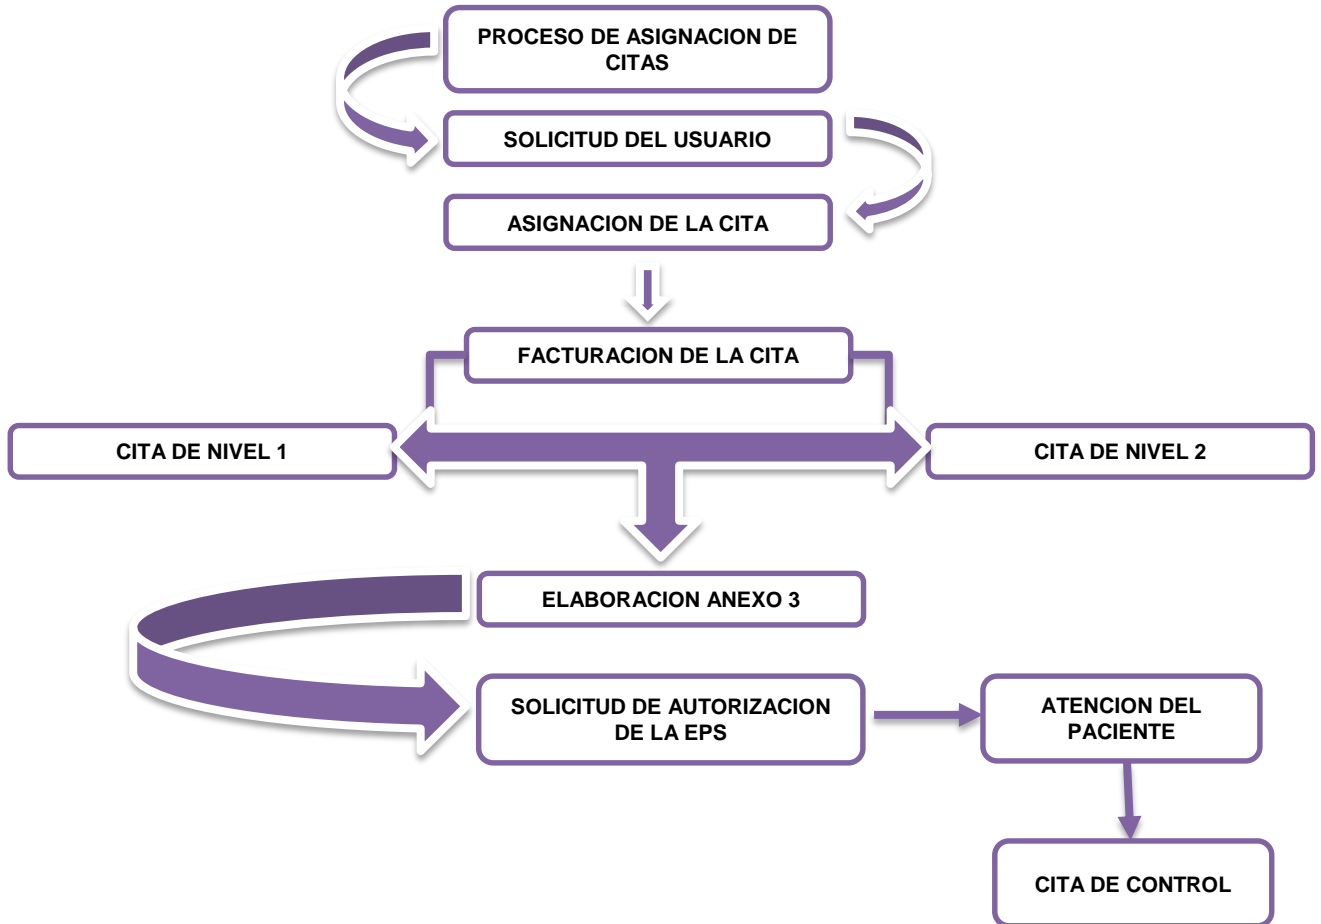 PROCESO DE ASIGNACION DE
CITAS
SOLICITUD DEL USUARIO
ASIGNACION DE LA CITA
FACTURACION DE LA CITA
CITA DE NIVEL 1
CITA DE NIVEL 2
ELABORACION ANEXO 3
SOLICITUD DE AUTORIZACION
DE LA EPS
ATENCION DEL
PACIENTE
CITA DE CONTROL